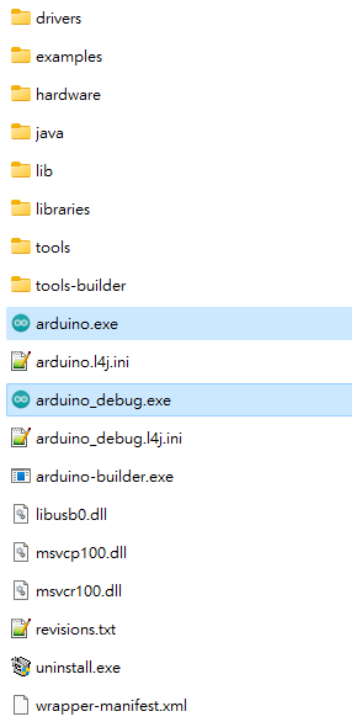 drivers
examples
hardware
java
lib
libraries
tools
tools-builder
arduino.exe
arduino.l4j.ini
arduino_debug.exe
arduino_debug.l4j.ini
arduino-builder.exe
libusb0.dll
msvcp100.dll
msvcr100.dll
revisions.txt
uninstall.exe
wrapper-manifest.xml